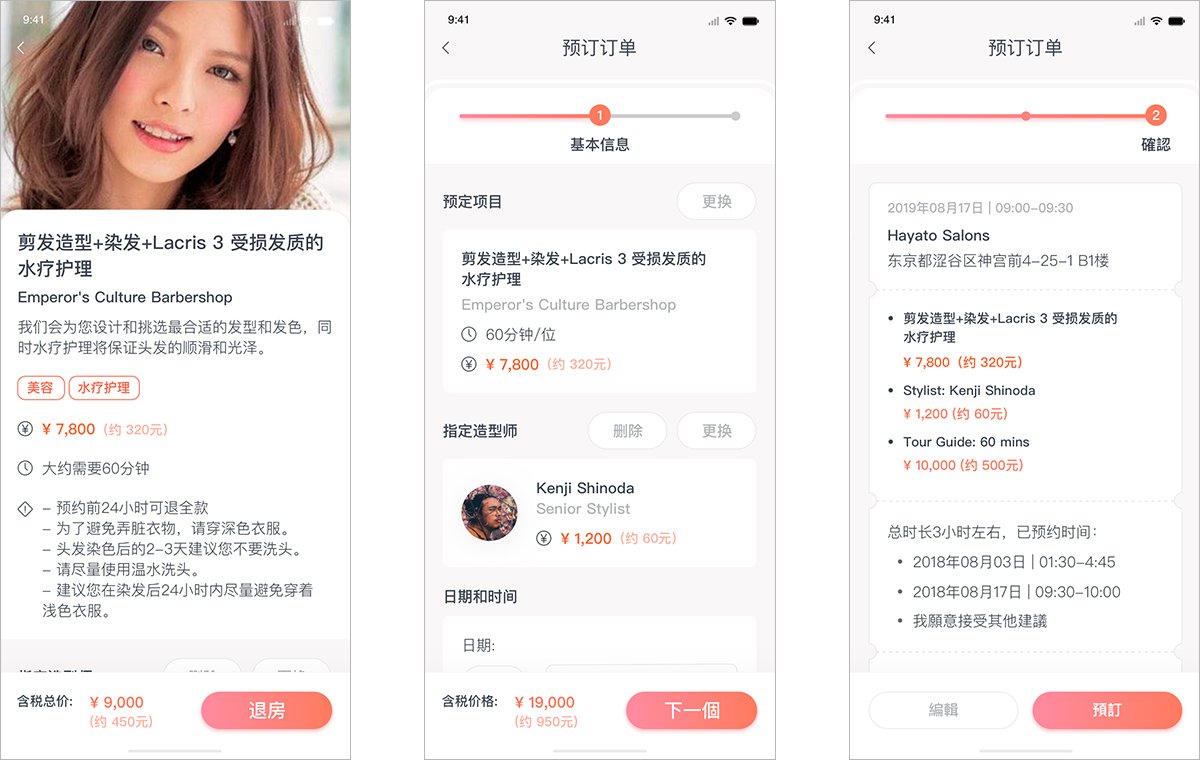 9:41
剪发造型+染发+Lacris 3 受损发质的
水疗护理
Emperor's Culture Barbershop
我们会为您设计和挑选最合适的发型和发色，同
时水疗护理将保证头发的顺滑和光泽。
美容
水疗护理
¥ 7,800 (约 320元)
大约需要60分钟
– 预约前24小时可退全款
– 为了避免弄脏衣物，请穿深色衣服。
– 头发染色后的2-3天建议您不要洗头。
– 请尽量使用温水洗头。
– 建议您在染发后24小时内尽量避免穿着
浅色衣服。
指定造型师
删除
更换
含税总价:
¥ 9,000
(约 450元)
退房
9:41
预订订单
1
基本信息
预定项目
更换
剪发造型+染发+Lacris 3 受损发质的
水疗护理
Emperor's Culture Barbershop
60分钟/位
¥ 7,800 (约 320元)
指定造型师
删除
更换
Kenji Shinoda
Senior Stylist
¥ 1,200 (约 60元)
日期和时间
日期:
含税价格:
¥ 19,000
(约 950元)
下一個
9:41
预订订单
2
確認
2019年08月17日 | 09:00-09:30
Hayato Salons
东京都涩谷区神宫前4-25-1 B1楼
• 剪发造型+染发+Lacris 3 受损发质的
水疗护理
¥ 7,800 (约 320元)
• Stylist: Kenji Shinoda
¥ 1,200 (约 60元)
• Tour Guide: 60 mins
¥ 10,000 (约 500元)
总时长3小时左右，已预约时间：
• 2018年08月03日 | 01:30-4:45
• 2018年08月17日 | 09:30-10:00
• 我願意接受其他建議
編輯
預訂